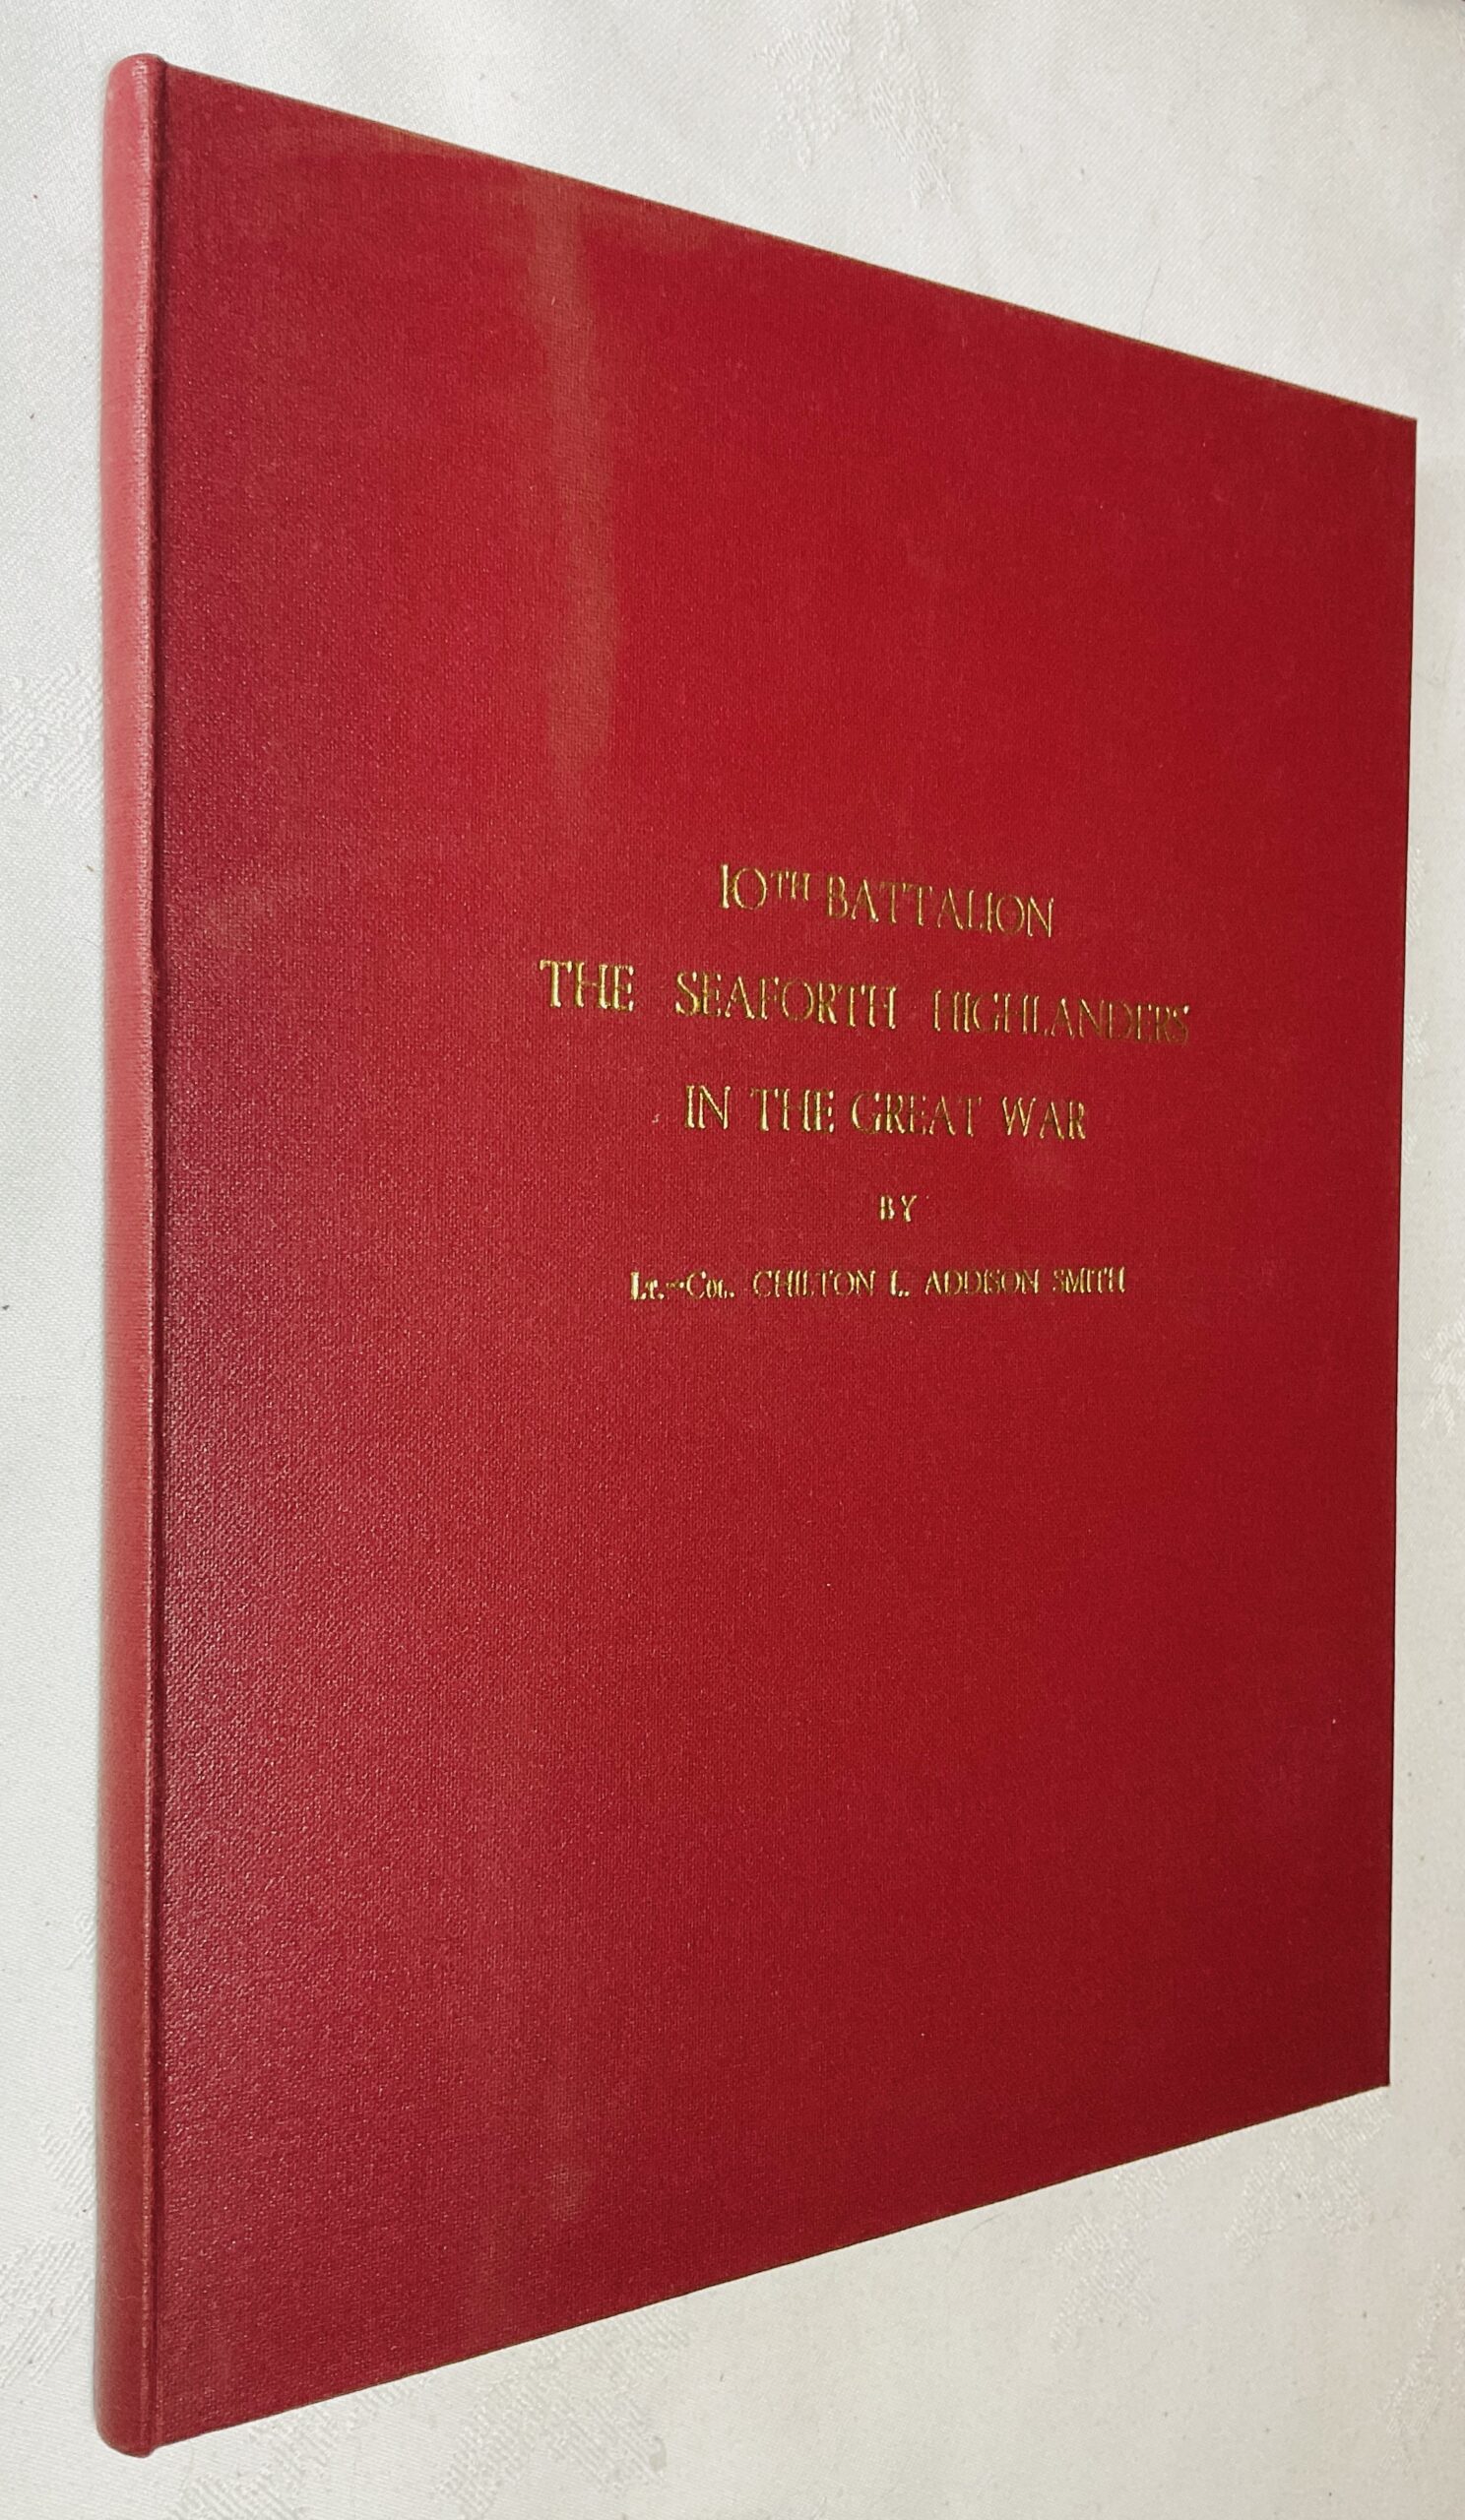 10TH BATTALION
THE SEAFORTH HIGHLANDERS
IN THE GREAT WAR
BY
LT.-COL. CHILTON L. ADDISON SMITH